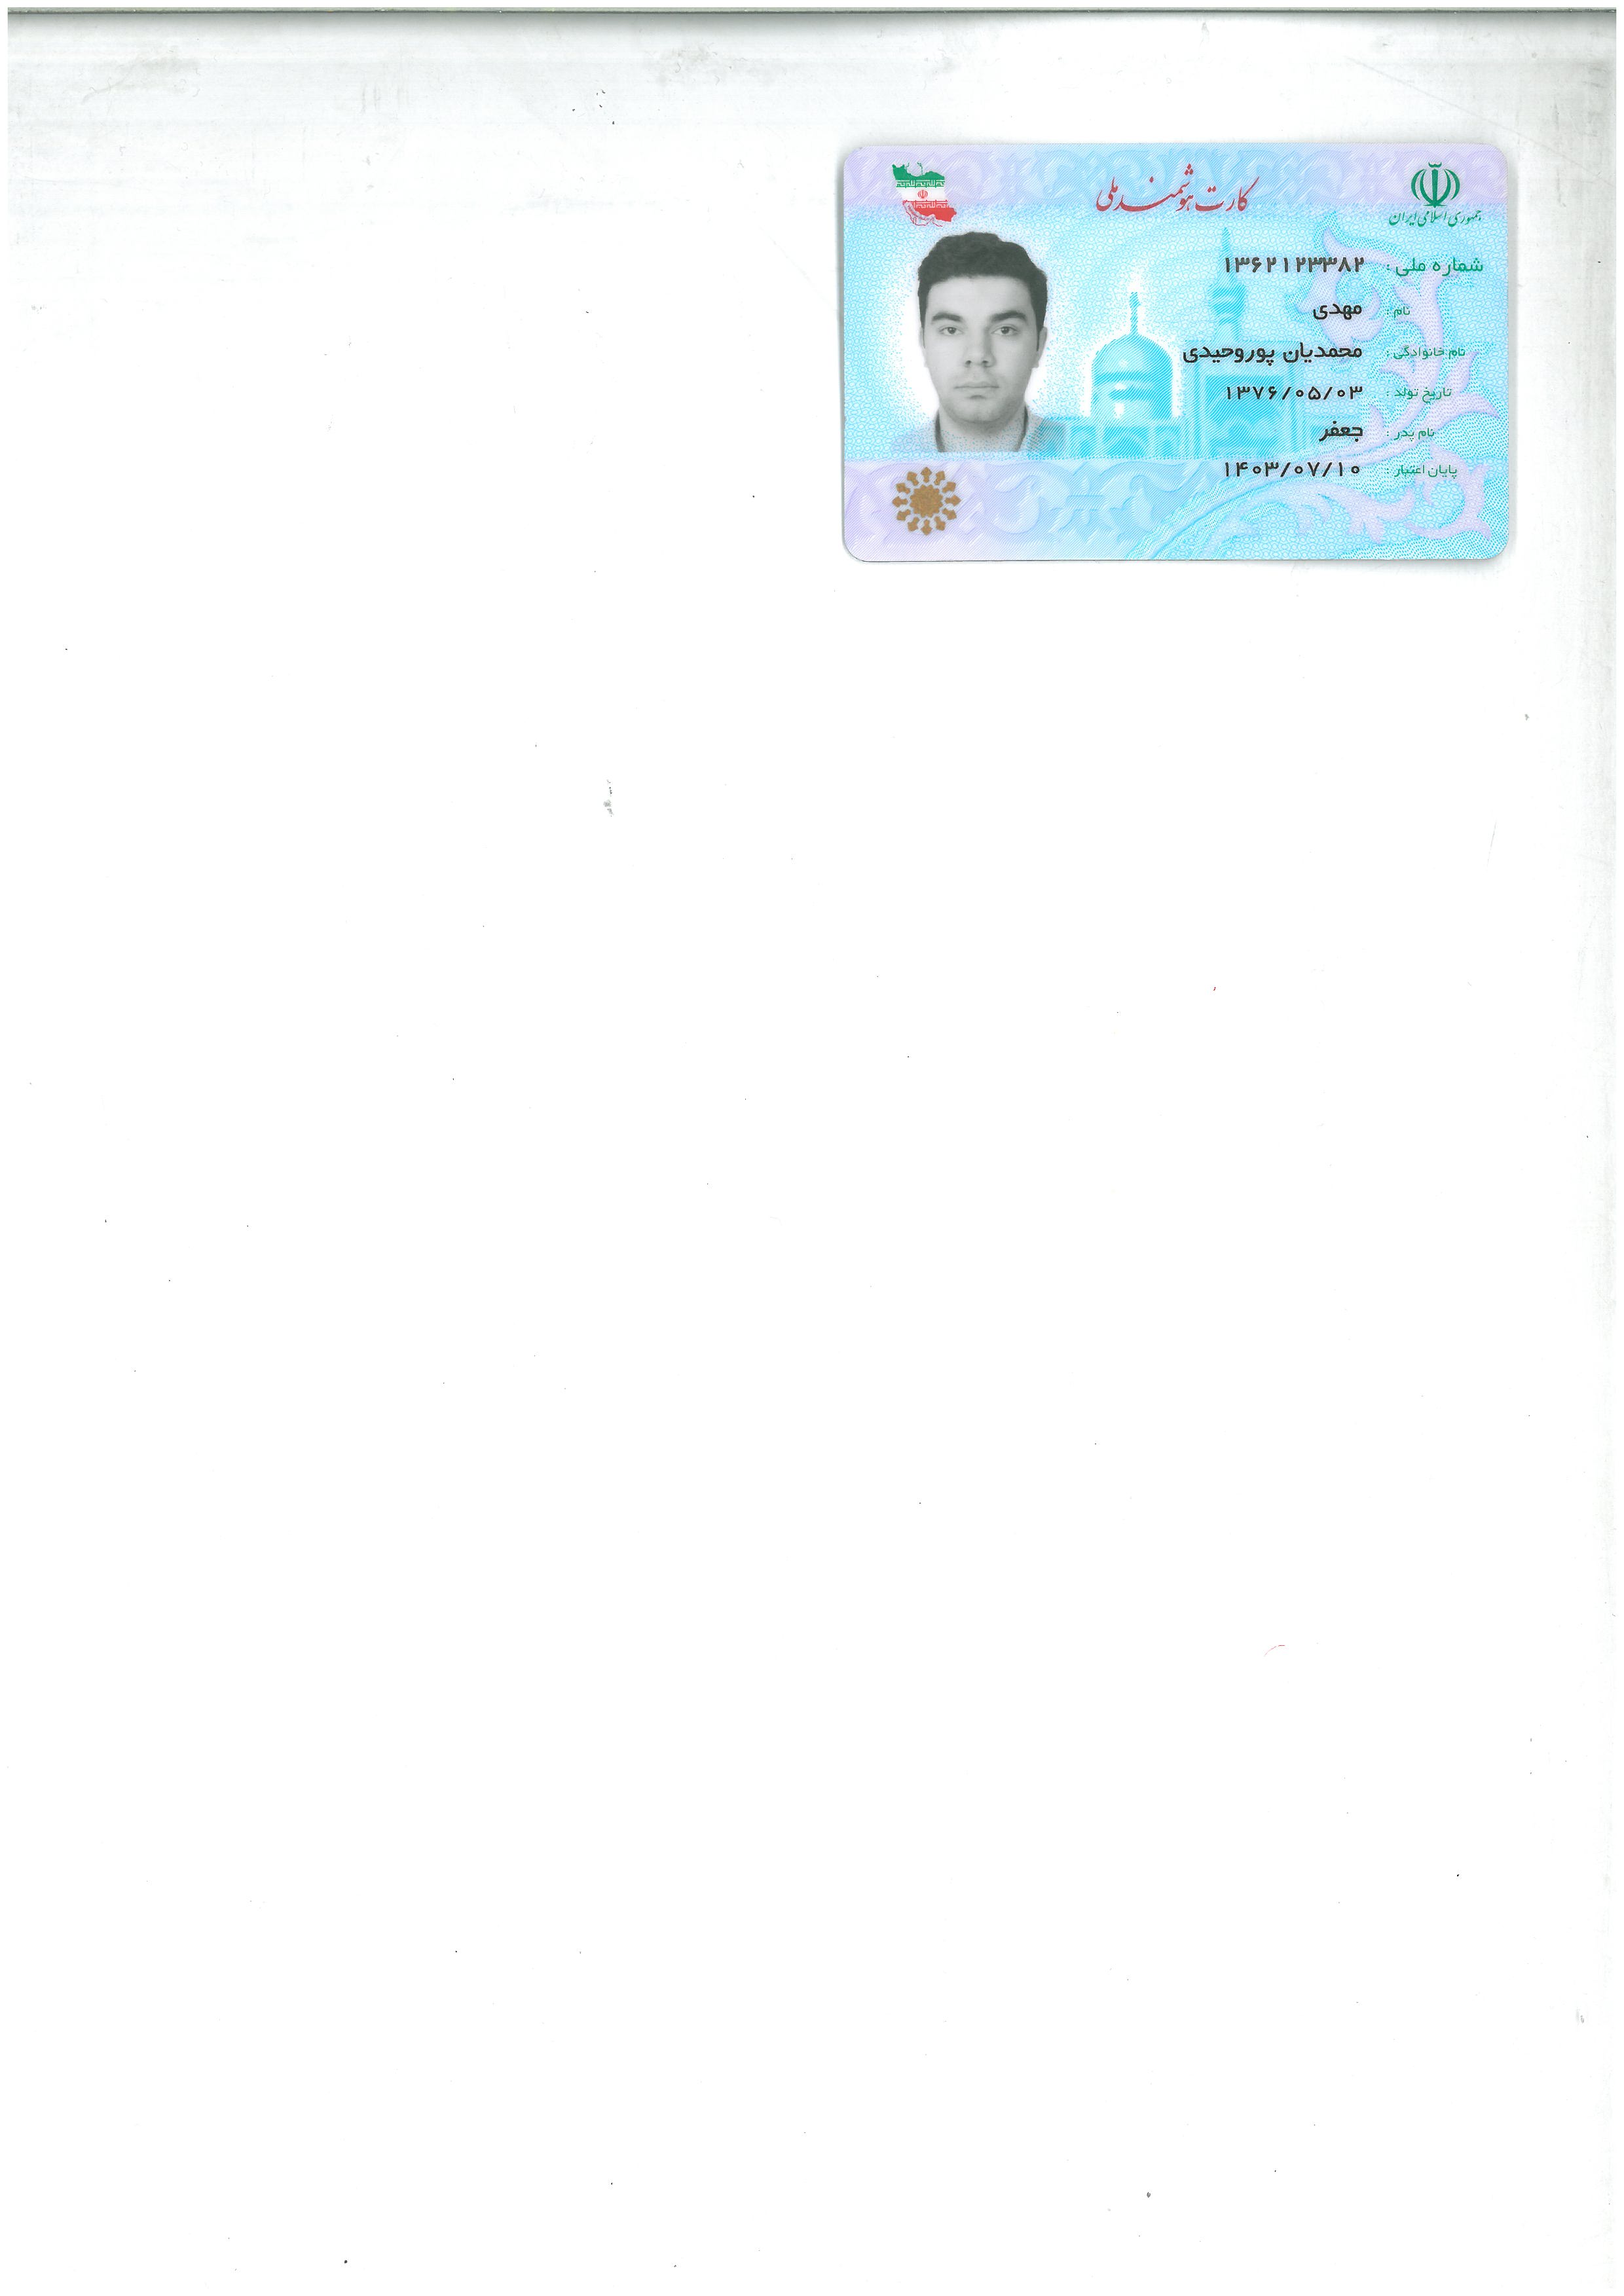 جمهوری اسلامی ایران
کارت هوشمند ملی
شماره ملی : ۱۳۶۲۱۲۳۳۸۲
نام : مهدی
نام خانوادگی : محمدیان پوروحیدی
تاریخ تولد : ۱۳۷۶/۰۵/۰۳
نام پدر : جعفر
پایان اعتبار : ۱۴۰۳/۰۷/۱۰